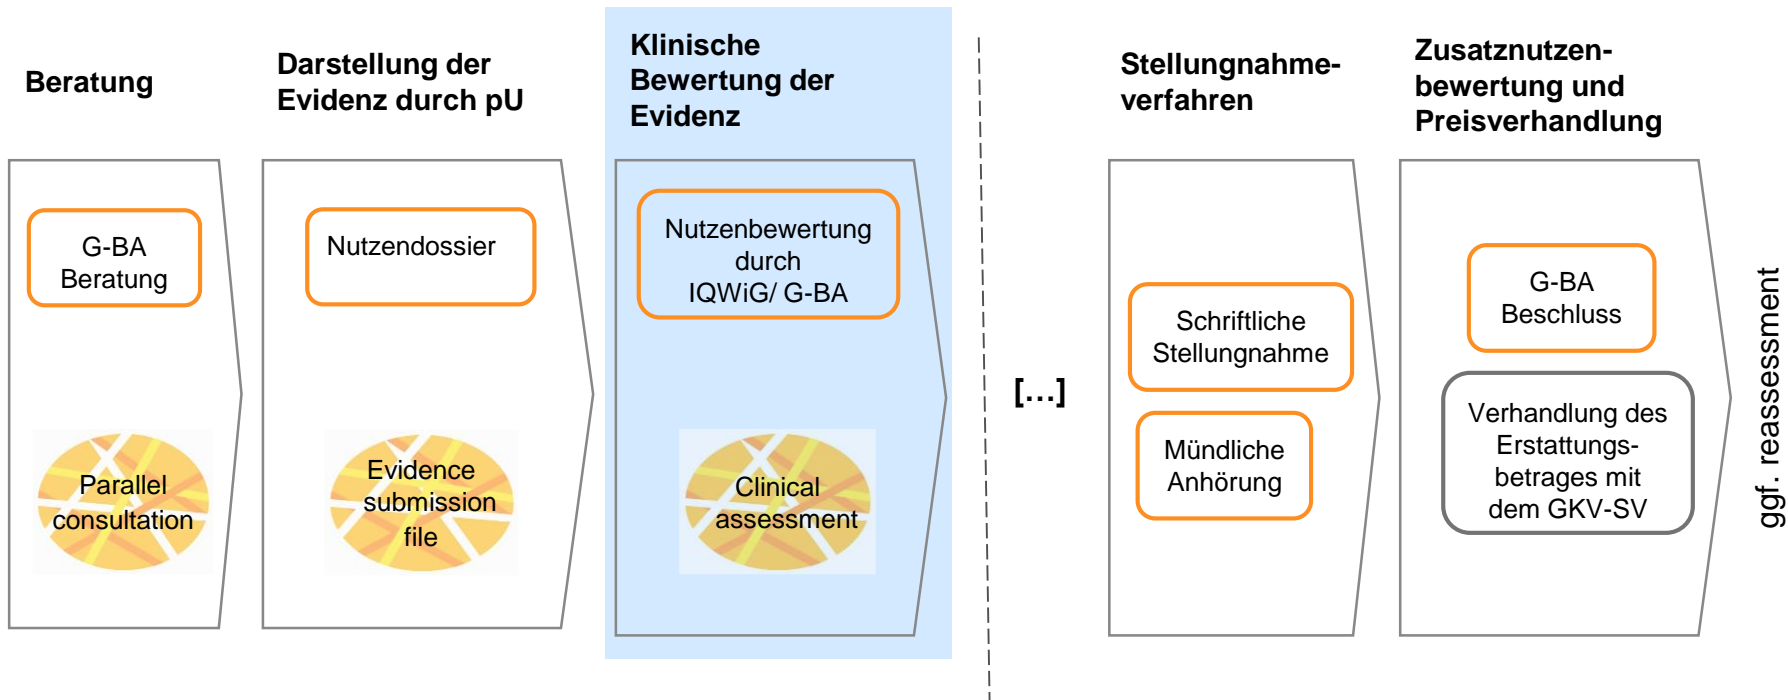 Beratung
G-BA
Beratung
Parallel
consultation
Darstellung der
Evidenz durch pU
Nutzendossier
Evidence
submission
file
Klinische
Bewertung der
Evidenz
Nutzenbewertung
durch
IQWiG/ G-BA
Clinical
assessment
[...]
Stellungnahme-
verfahren
Schriftliche
Stellungnahme
Mündliche
Anhörung
Zusatznutzen-
bewertung und
Preisverhandlung
G-BA
Beschluss
Verhandlung des
Erstattungs-
betrages mit
dem GKV-SV
ggf. reassessment